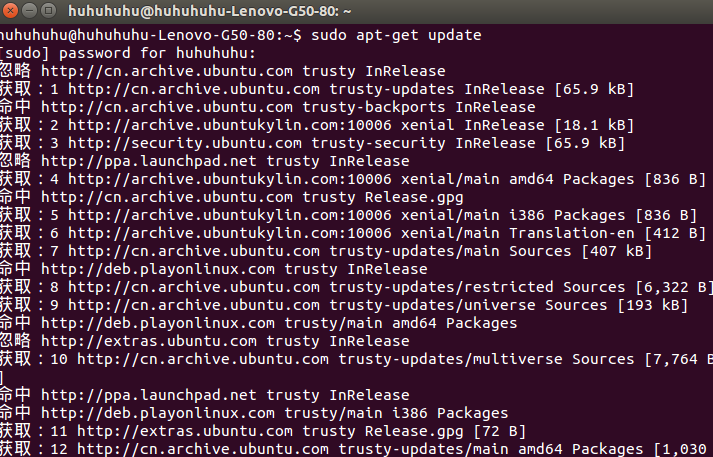 huhuhuhu@huhuhuhu-Lenovo-G50-80: ~
huhuhuhu@huhuhuhu-Lenovo-G50-80:~$ sudo apt-get update
[sudo] password for huhuhuhu:
忽略 http://cn.archive.ubuntu.com trusty InRelease
获取：1 http://cn.archive.ubuntu.com trusty-updates InRelease [65.9 kB]
命中 http://cn.archive.ubuntu.com trusty-backports InRelease
获取：2 http://archive.ubuntukylin.com:10006 xenial InRelease [18.1 kB]
获取：3 http://security.ubuntu.com trusty-security InRelease [65.9 kB]
忽略 http://ppa.launchpad.net trusty InRelease
获取：4 http://archive.ubuntukylin.com:10006 xenial/main amd64 Packages [836 B]
命中 http://cn.archive.ubuntu.com trusty Release.gpg
获取：5 http://archive.ubuntukylin.com:10006 xenial/main i386 Packages [836 B]
获取：6 http://archive.ubuntukylin.com:10006 xenial/main Translation-en [412 B]
获取：7 http://cn.archive.ubuntu.com trusty-updates/main Sources [407 kB]
命中 http://deb.playonlinux.com trusty InRelease
获取：8 http://cn.archive.ubuntu.com trusty-updates/restricted Sources [6,322 B]
获取：9 http://cn.archive.ubuntu.com trusty-updates/universe Sources [193 kB]
命中 http://deb.playonlinux.com trusty/main amd64 Packages
忽略 http://extras.ubuntu.com trusty InRelease
获取：10 http://cn.archive.ubuntu.com trusty-updates/multiverse Sources [7,764 B
]
命中 http://ppa.launchpad.net trusty InRelease
命中 http://deb.playonlinux.com trusty/main i386 Packages
获取：11 http://extras.ubuntu.com trusty Release.gpg [72 B]
获取：12 http://cn.archive.ubuntu.com trusty-updates/main amd64 Packages [1,030